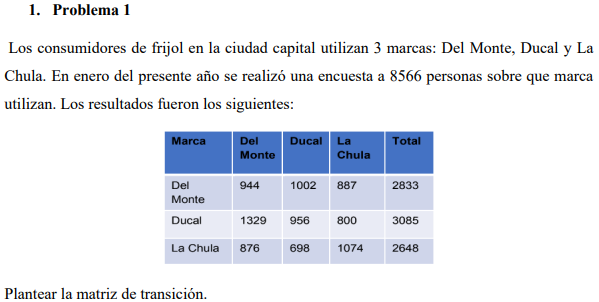 1. Problema 1
Los consumidores de frijol en la ciudad capital utilizan 3 marcas: Del Monte, Ducal y La
Chula. En enero del presente año se realizó una encuesta a 8566 personas sobre que marca
utilizan. Los resultados fueron los siguientes:
Marca Del Monte Ducal La Chula Total
Del Monte 944 1002 887 2833
Ducal 1329 956 800 3085
La Chula 876 698 1074 2648
Plantear la matriz de transición.